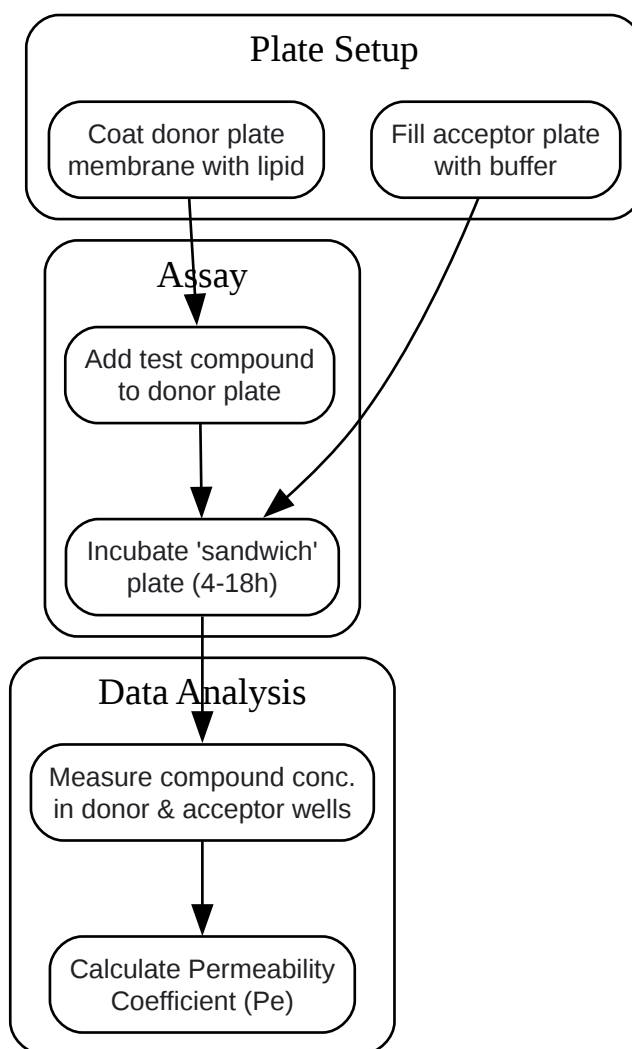 Plate Setup
Coat donor plate
membrane with lipid
Fill acceptor plate
with buffer
Assay
Add test compound
to donor plate
Incubate 'sandwich'
plate (4-18h)
Data Analysis
Measure compound conc.
in donor & acceptor wells
Calculate Permeability
Coefficient (Pe)